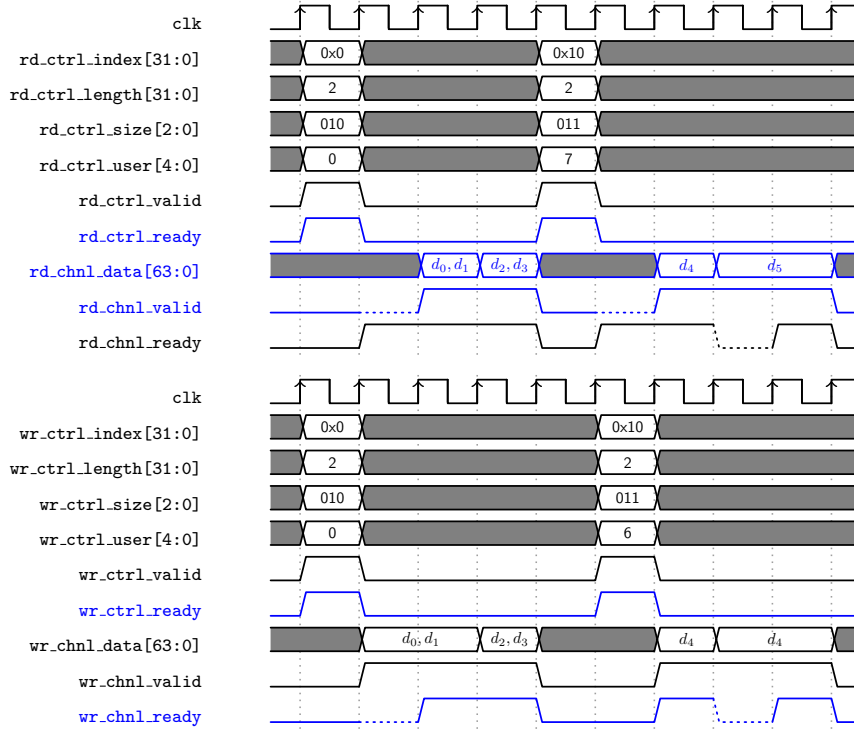 clk
rd_ctrl_index[31:0] 0x0 0x10
rd_ctrl_length[31:0] 2 2
rd_ctrl_size[2:0] 010 011
rd_ctrl_user[4:0] 0 7
rd_ctrl_valid
rd_ctrl_ready
rd_chnl_data[63:0] d₀, d₁ d₂, d₃ d₄ d₅
rd_chnl_valid
rd_chnl_ready
clk
wr_ctrl_index[31:0] 0x0 0x10
wr_ctrl_length[31:0] 2 2
wr_ctrl_size[2:0] 010 011
wr_ctrl_user[4:0] 0 6
wr_ctrl_valid
wr_ctrl_ready
wr_chnl_data[63:0] d₀, d₁ d₂, d₃ d₄ d₄
wr_chnl_valid
wr_chnl_ready